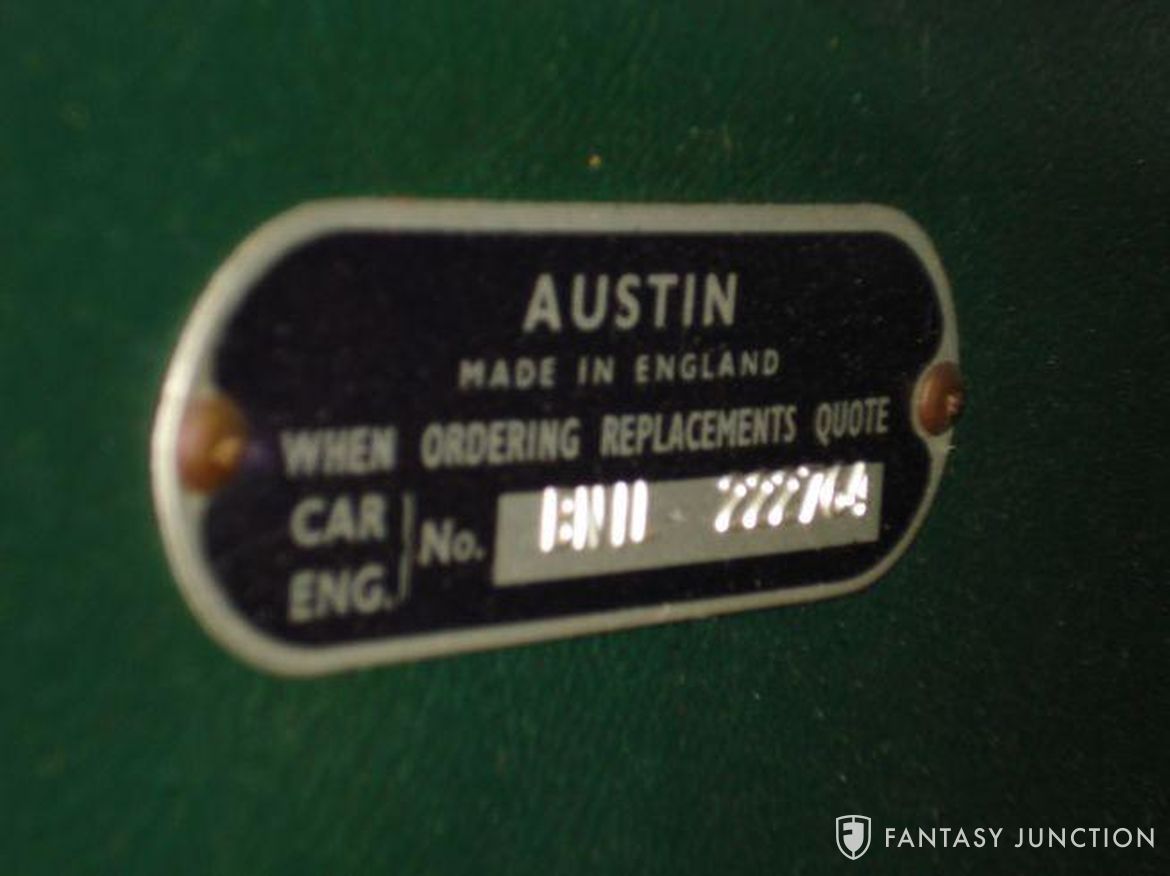 AUSTIN
MADE IN ENGLAND
WHEN ORDERING REPLACEMENTS QUOTE
CAR
ENG.
No.
FANTASY JUNCTION